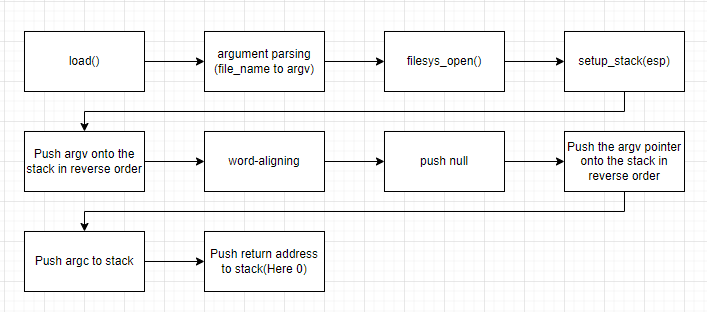 load()
argument parsing
(file_name to argv)
filesys_open()
setup_stack(esp)
Push argv onto the
stack in reverse order
word-aligning
push null
Push the argv pointer
onto the stack in
reverse order
Push argc to stack
Push return address
to stack(Here 0)